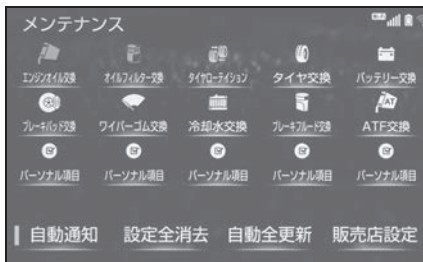 メンテナンス
エンジンオイル交換 オイルフィルター交換 タイヤローテイション タイヤ交換 バッテリー交換
AT
ブレーキパッド交換 ワイパーゴム交換 冷却水交換 ブレーキフルード交換 ATF交換
パーソナル項目 パーソナル項目 パーソナル項目 パーソナル項目 パーソナル項目
自動通知 設定全消去 自動全更新 販売店設定